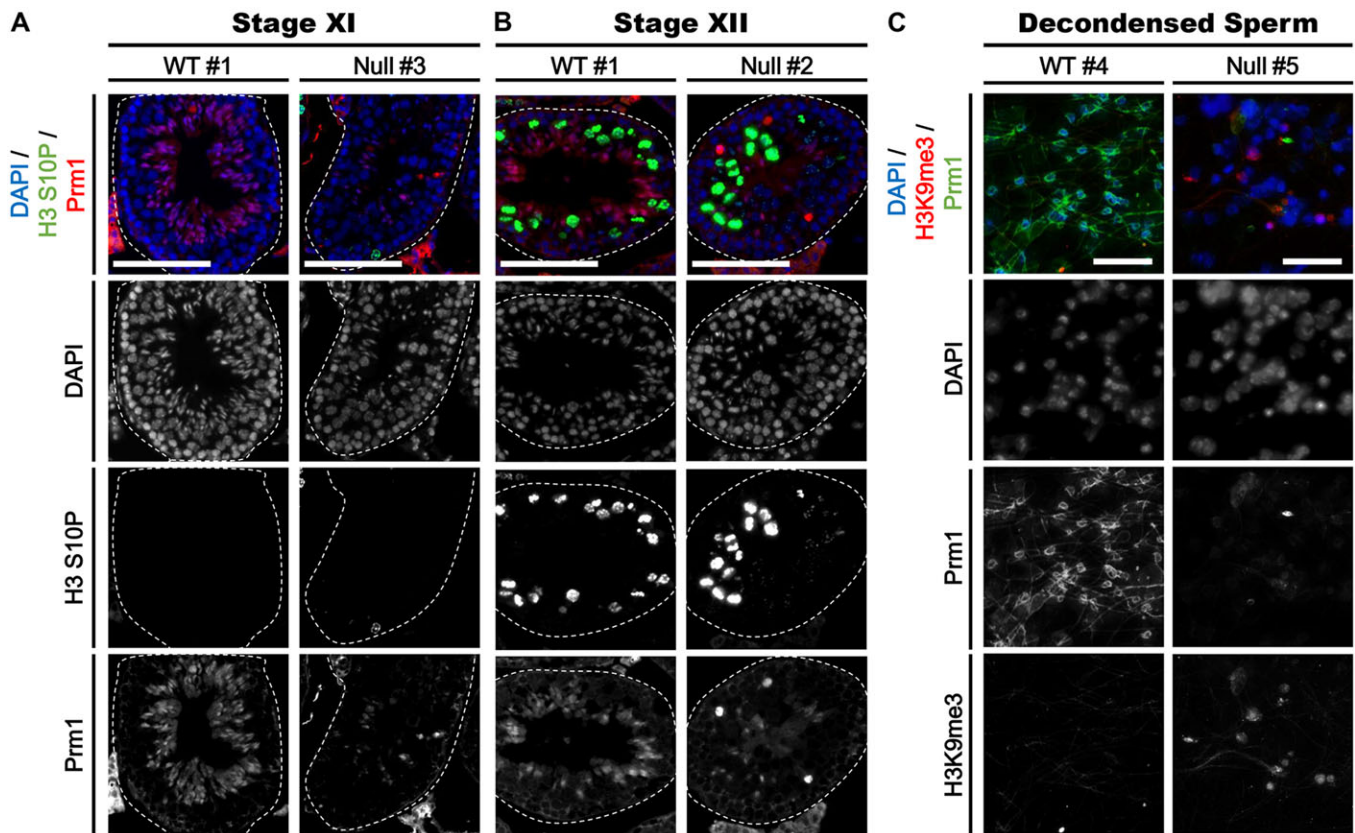 A
Stage XI
B
Stage XII
C
Decondensed Sperm
WT #1
Null #3
WT #1
Null #2
WT #4
Null #5
DAPI /
H3 S10P /
Prm1
DAPI /
H3K9me3 /
Prm1
DAPI
DAPI
H3 S10P
Prm1
Prm1
H3K9me3